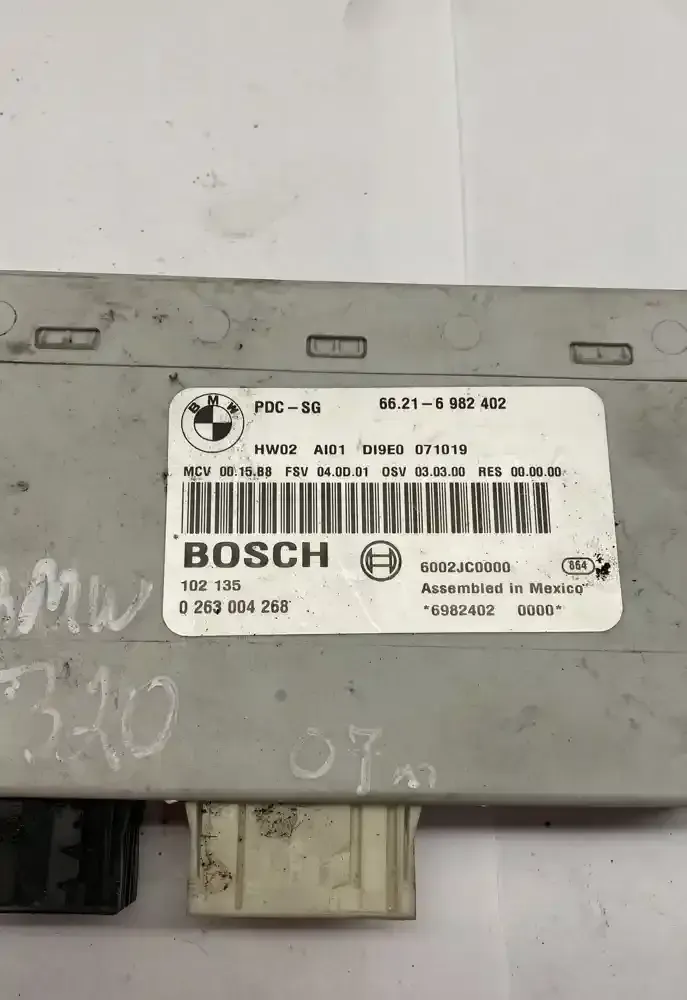 BMW
PDC-SG 66.21-6 982 402
HW02 AI01 DI9E0 071019
MCV 00.15.B8 FSV 04.0D.01 OSV 03.03.00 RES 00.00.00
BOSCH
6002JC0000 864
102 135 Assembled in Mexico
0 263 004 268 *6982402 0000*
BMW
320
07 m